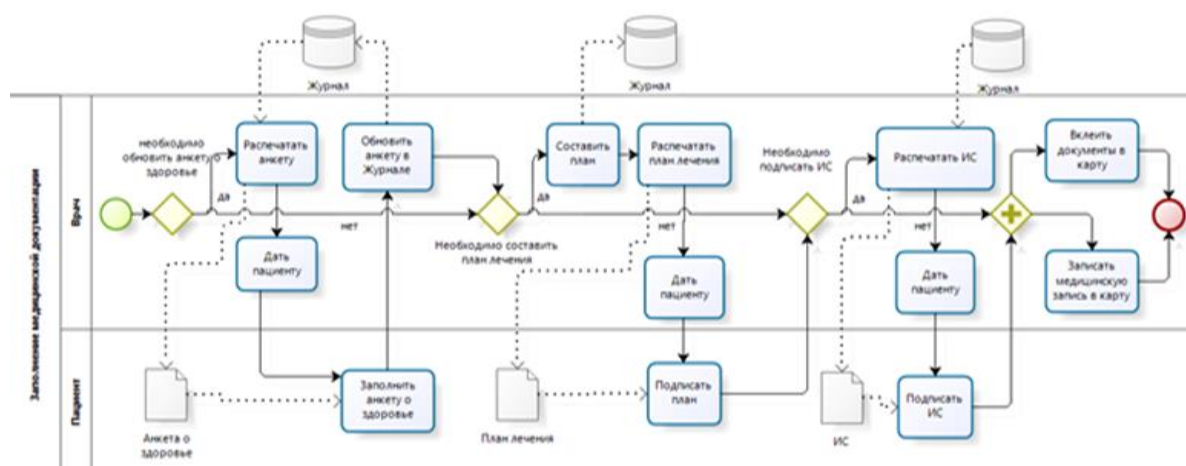 Журнал
Журнал
Журнал
Заполнение медицинской документации
Врач
необходимо
обновить анкету о
здоровье
Распечатать
анкету
Обновить
анкету в
Журнале
Составить
план
Распечатать
план лечения
Необходимо
подписать ИС
Распечатать ИС
Вклеить
документы в
карту
да
да
да
нет
нет
нет
Необходимо составить
план лечения
Дать
пациенту
Дать
пациенту
Дать
пациенту
Записать
медицинскую
запись в карту
Пациент
Заполнить
анкету о
здоровье
Подписать
план
Подписать
ИС
Анкета о
здоровье
План лечения
ИС